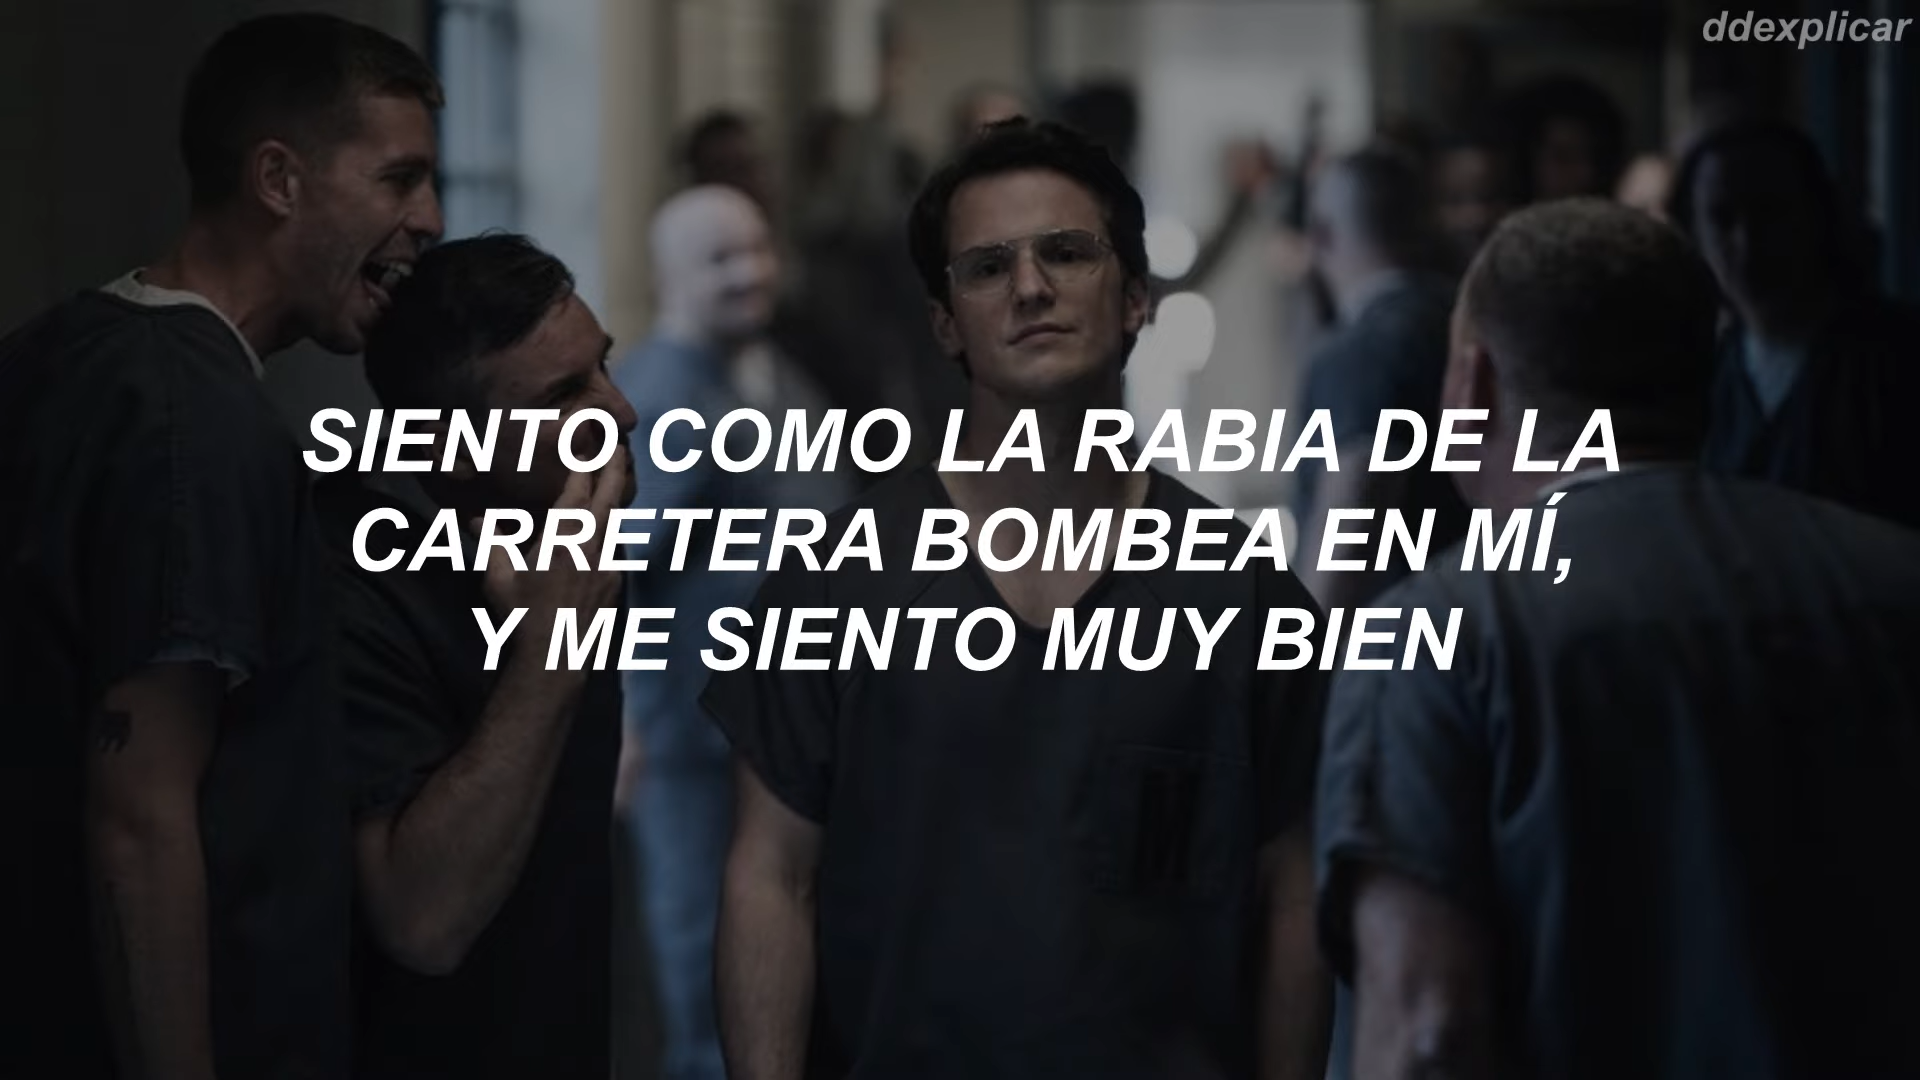 ddexplicar
SIENTO COMO LA RABIA DE LA
CARRETERA BOMBEA EN MÍ,
Y ME SIENTO MUY BIEN